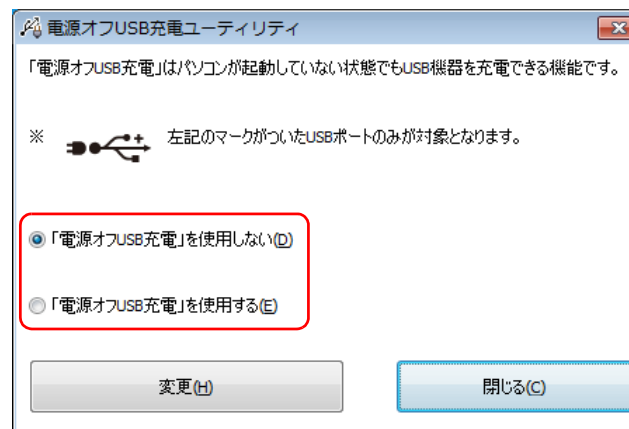 電源オフUSB充電ユーティリティ
「電源オフUSB充電」はパソコンが起動していない状態でもUSB機器を充電できる機能です。
※ 左記のマークがついたUSBポートのみが対象となります。
「電源オフUSB充電」を使用しない(D)
「電源オフUSB充電」を使用する(E)
変更(H) 閉じる(C)